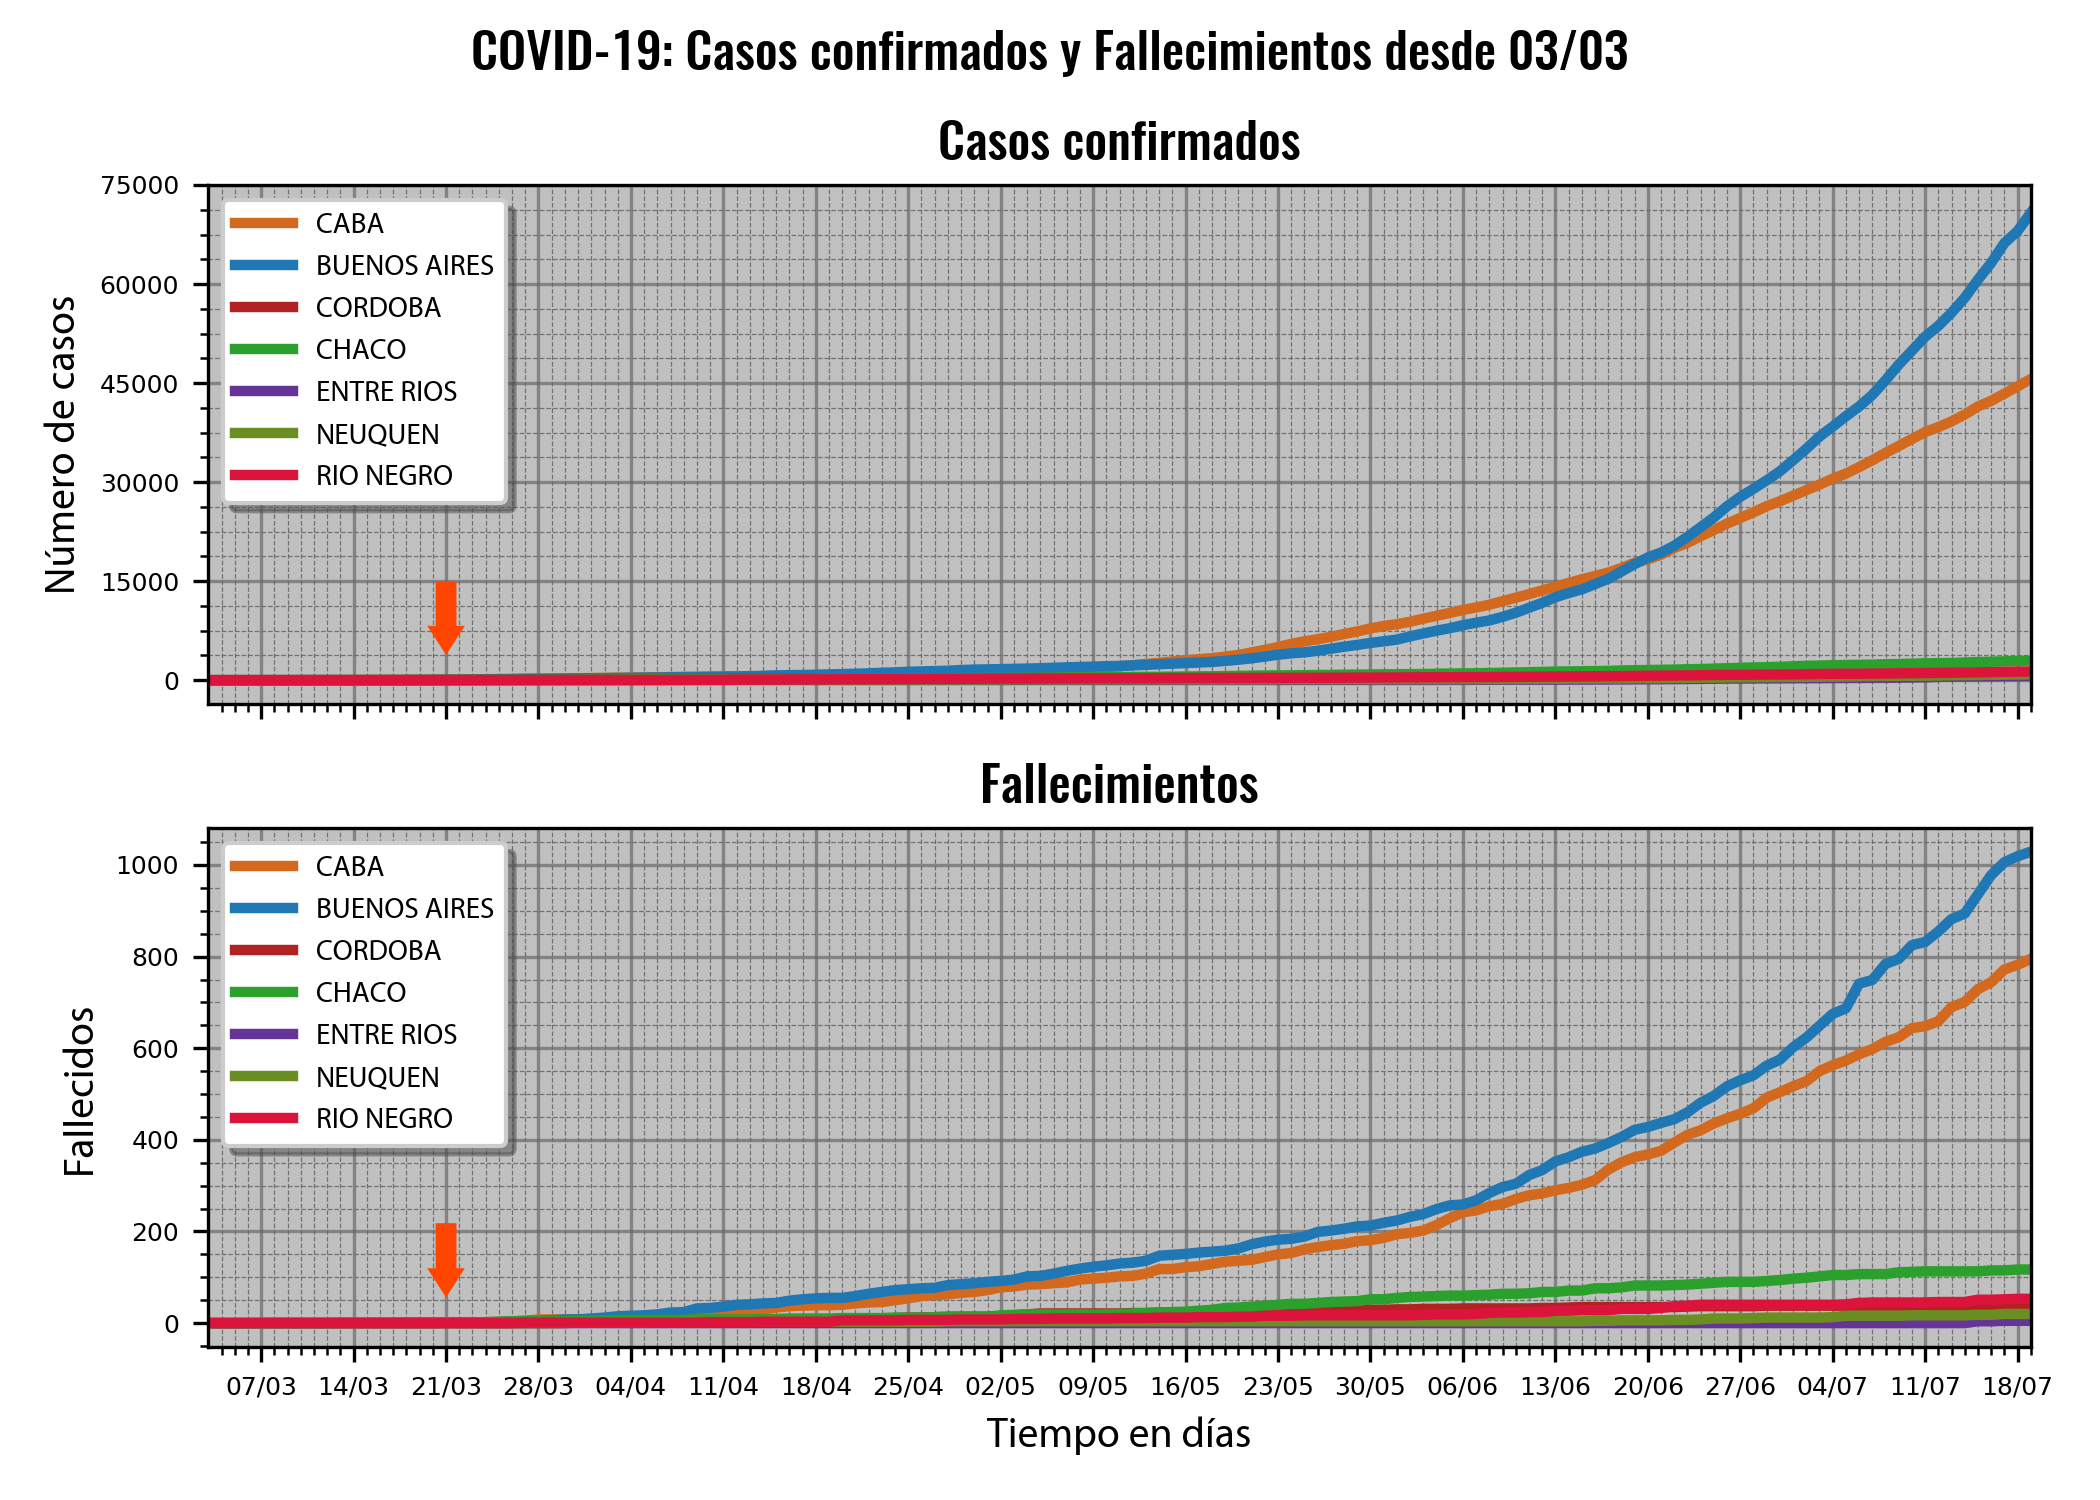 COVID-19: Casos confirmados y Fallecimientos desde 03/03
Casos confirmados
75000
60000
45000
30000
15000
0
Número de casos
CABA
BUENOS AIRES
CORDOBA
CHACO
ENTRE RIOS
NEUQUEN
RIO NEGRO
Fallecimientos
1000
800
600
400
200
0
Fallecidos
CABA
BUENOS AIRES
CORDOBA
CHACO
ENTRE RIOS
NEUQUEN
RIO NEGRO
07/03 14/03 21/03 28/03 04/04 11/04 18/04 25/04 02/05 09/05 16/05 23/05 30/05 06/06 13/06 20/06 27/06 04/07 11/07 18/07
Tiempo en días